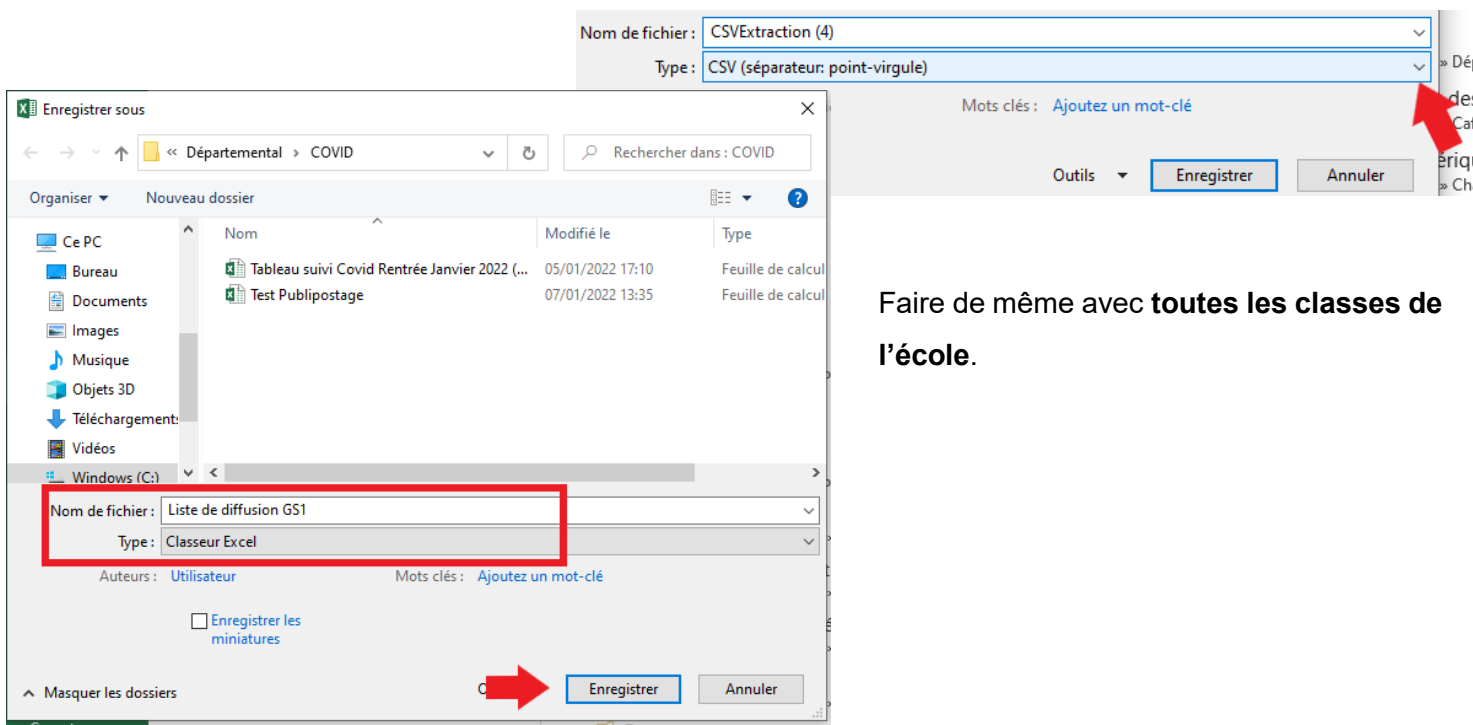 Nom de fichier : CSVExtraction (4)
Type : CSV (séparateur: point-virgule)
Mots clés : Ajoutez un mot-clé
Outils Enregistrer Annuler
Enregistrer sous
« Départemental › COVID
Rechercher dans : COVID
Organiser Nouveau dossier
Nom Modifié le Type
Ce PC
Bureau
Documents
Images
Musique
Objets 3D
Téléchargement
Vidéos
Windows (C:)
Tableau suivi Covid Rentrée Janvier 2022 (... 05/01/2022 17:10 Feuille de calcul
Test Publipostage 07/01/2022 13:35 Feuille de calcul
Nom de fichier : Liste de diffusion GS1
Type : Classeur Excel
Auteurs : Utilisateur Mots clés : Ajoutez un mot-clé
Enregistrer les
miniatures
Masquer les dossiers
Enregistrer Annuler
Faire de même avec toutes les classes de
l’école.